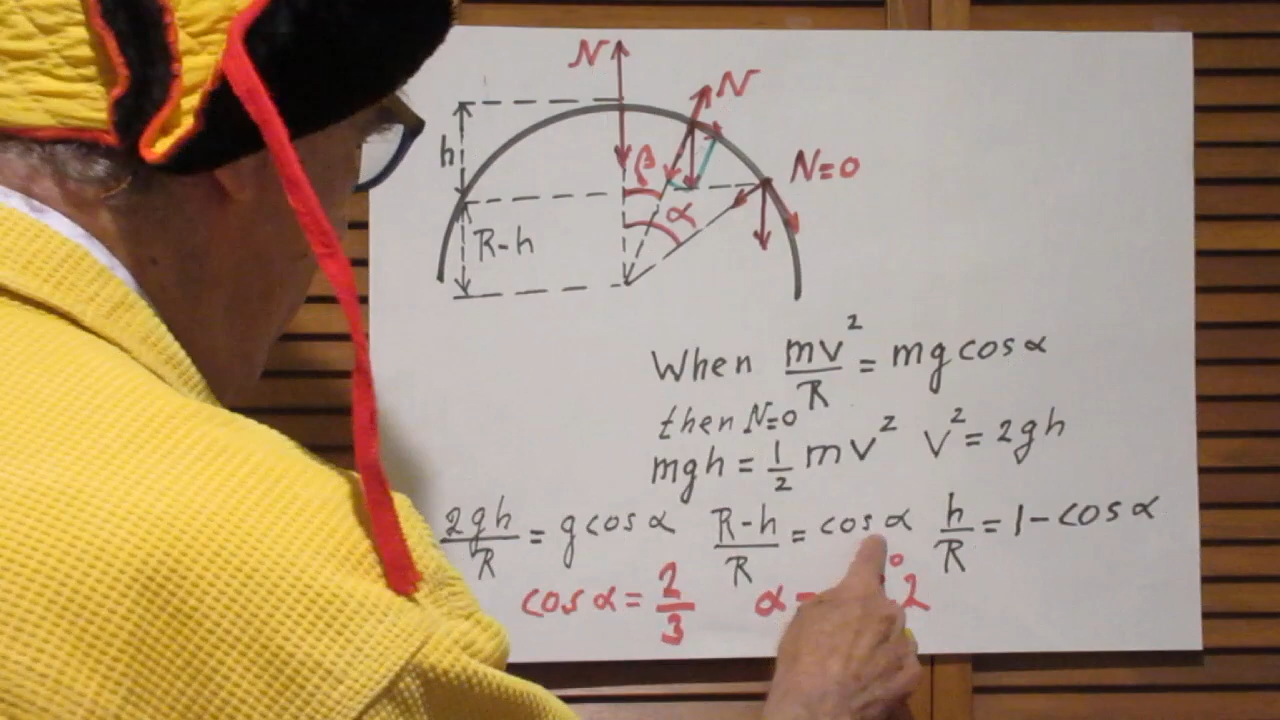 N
N
h
β
N=0
α
R-h
When mv²/R = mg cos α
then N=0
mgh = 1/2 mv² v² = 2gh
2gh/R = g cos α R-h/R = cos α h/R = 1 - cos α
cos α = 2/3 α